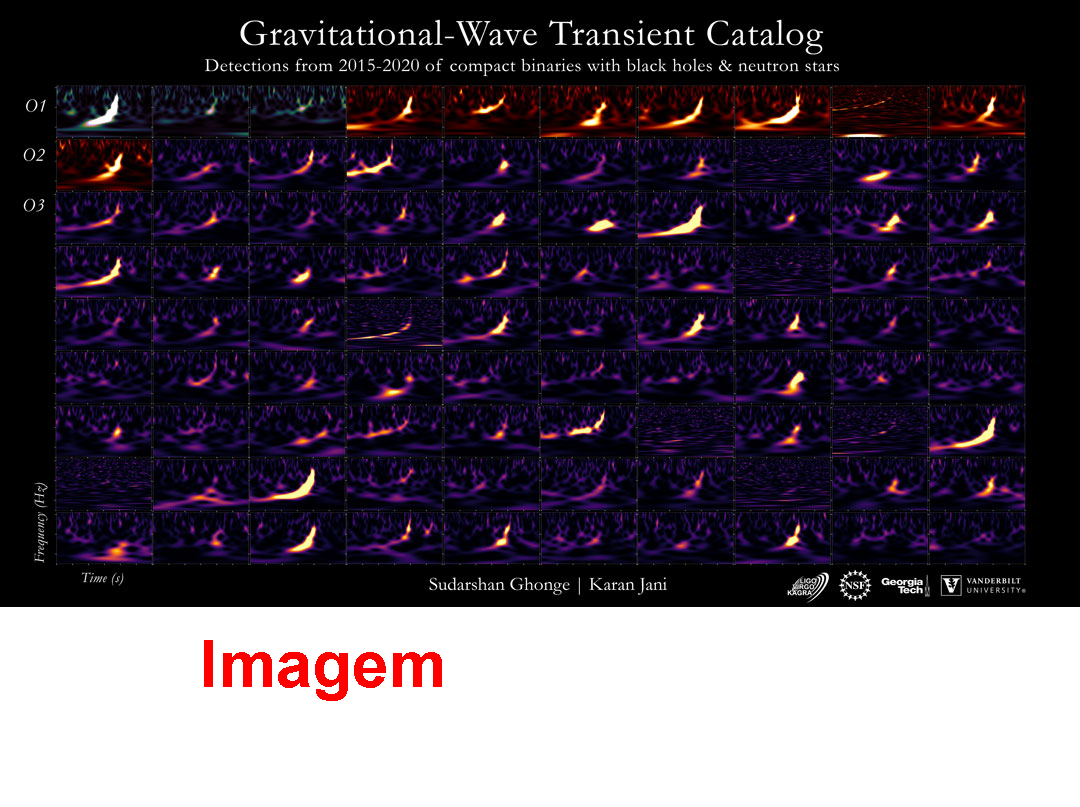 Gravitational-Wave Transient Catalog
Detections from 2015-2020 of compact binaries with black holes & neutron stars
O1
O2
O3
Frequency (Hz)
Time (s)
Sudarshan Ghonge | Karan Jani
LIGO
VIRGO
KAGRA
NSF
Georgia
Tech
V
VANDERBILT
UNIVERSITY®
Imagem